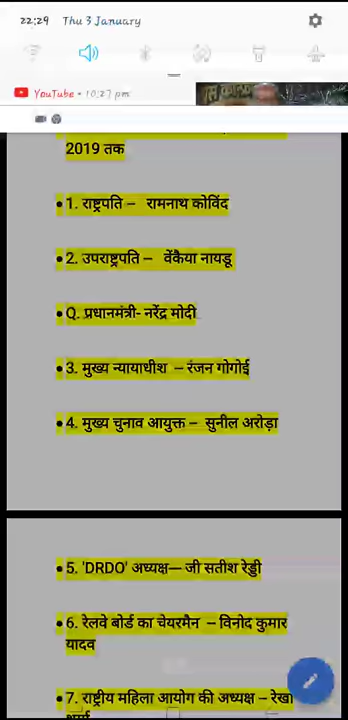 22:29 Thu 3 January
YouTube • 10:27 pm
2019 तक
• 1. राष्ट्रपति – रामनाथ कोविंद
• 2. उपराष्ट्रपति – वेंकैया नायडू
• Q. प्रधानमंत्री- नरेंद्र मोदी
• 3. मुख्य न्यायाधीश – रंजन गोगोई
• 4. मुख्य चुनाव आयुक्त – सुनील अरोड़ा
• 5. 'DRDO' अध्यक्ष— जी सतीश रेड्डी
• 6. रेलवे बोर्ड का चेयरमैन – विनोद कुमार
यादव
• 7. राष्ट्रीय महिला आयोग की अध्यक्ष – रेखा
शर्मा